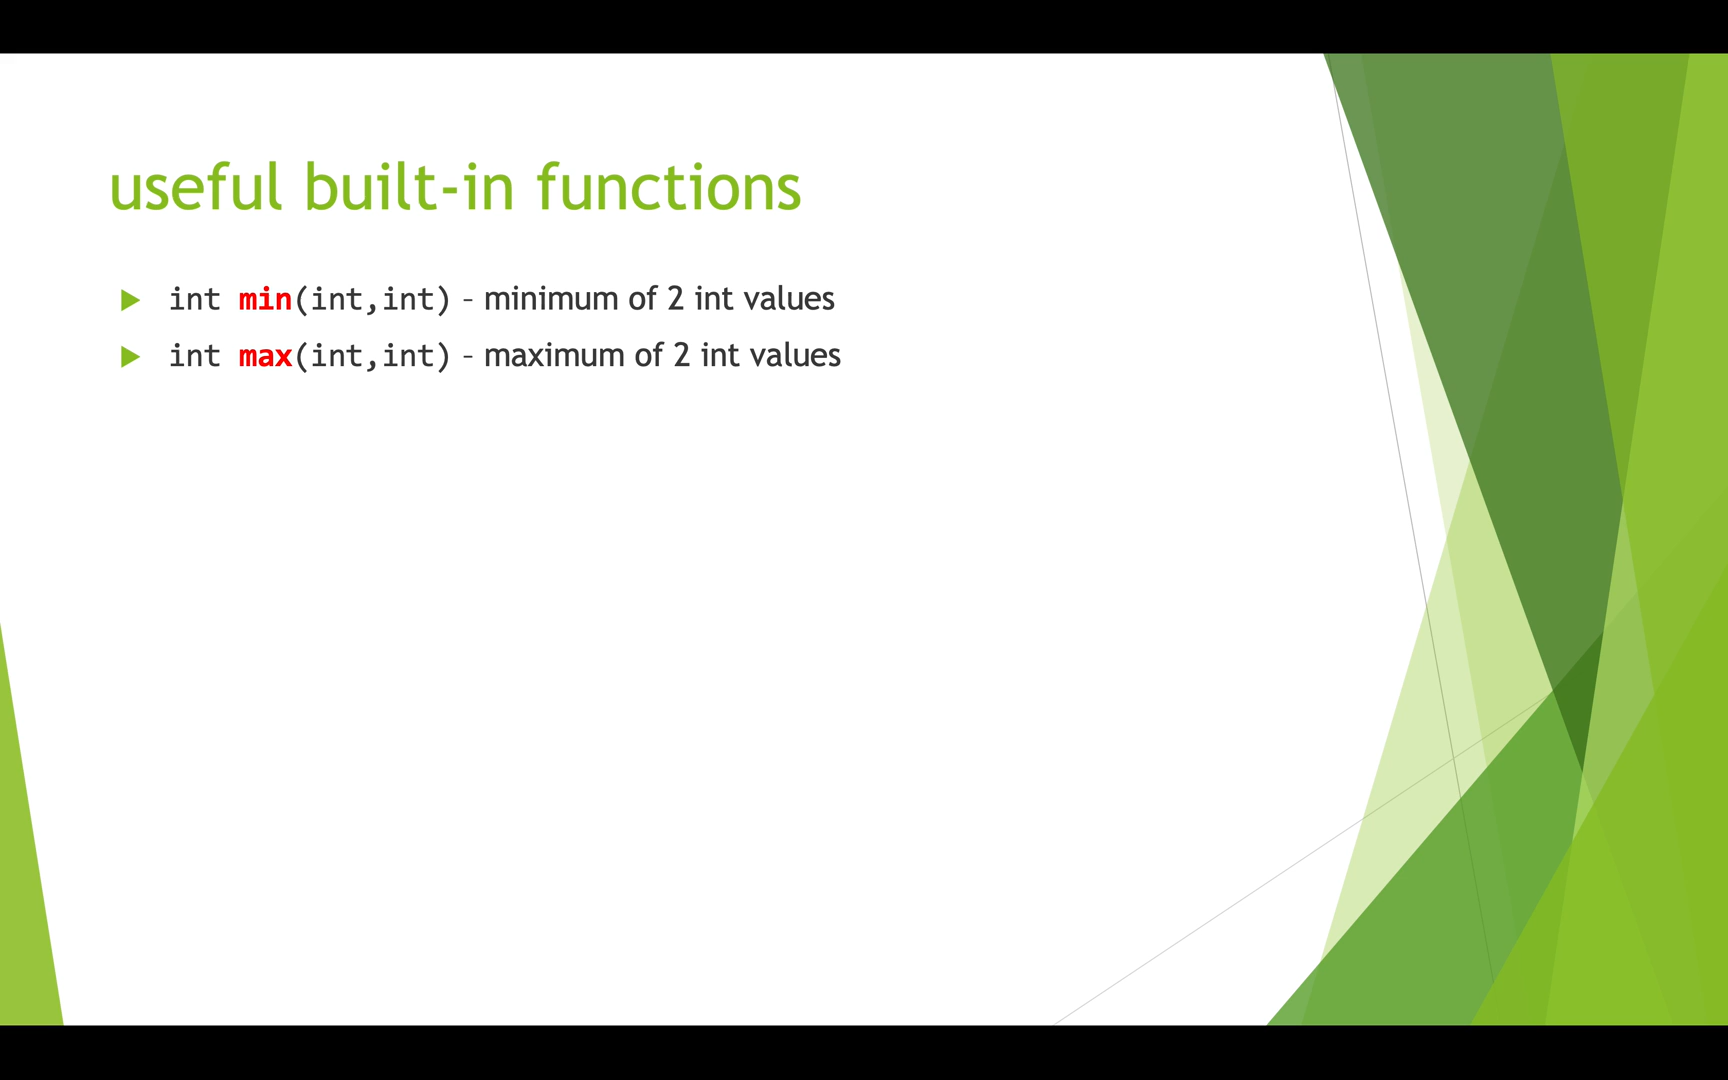 useful built-in functions
int min(int,int) – minimum of 2 int values
int max(int,int) – maximum of 2 int values